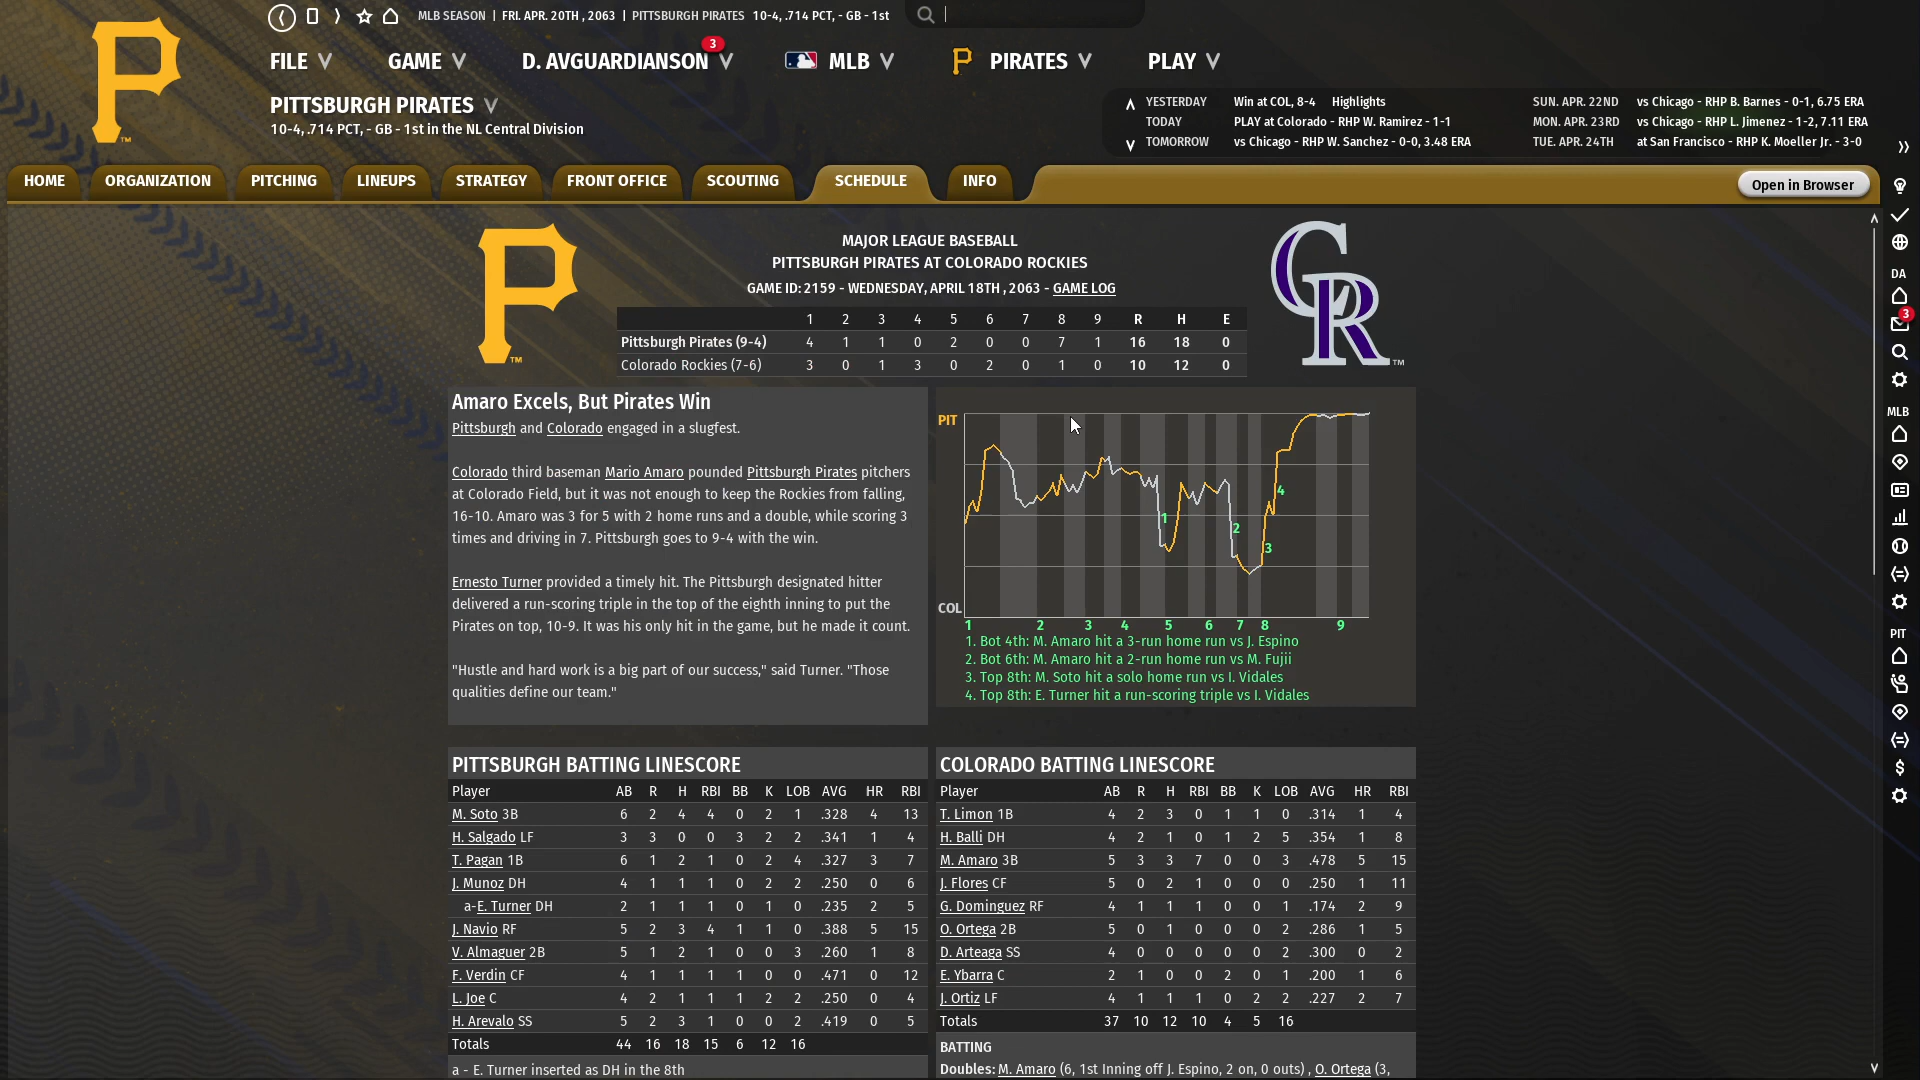 MLB SEASON | FRI. APR. 20TH , 2063 | PITTSBURGH PIRATES 10-4, .714 PCT, - GB - 1st
FILE GAME D. AVGUARDIANSON 3 MLB PIRATES PLAY
PITTSBURGH PIRATES
10-4, .714 PCT, - GB - 1st in the NL Central Division
YESTERDAY Win at COL, 8-4 Highlights SUN. APR. 22ND vs Chicago - RHP B. Barnes - 0-1, 6.75 ERA
TODAY PLAY at Colorado - RHP W. Ramirez - 1-1 MON. APR. 23RD vs Chicago - RHP L. Jimenez - 1-2, 7.11 ERA
TOMORROW vs Chicago - RHP W. Sanchez - 0-0, 3.48 ERA TUE. APR. 24TH at San Francisco - RHP K. Moeller Jr. - 3-0
HOME ORGANIZATION PITCHING LINEUPS STRATEGY FRONT OFFICE SCOUTING SCHEDULE INFO Open in Browser
MAJOR LEAGUE BASEBALL
PITTSBURGH PIRATES AT COLORADO ROCKIES
GAME ID: 2159 - WEDNESDAY, APRIL 18TH , 2063 - GAME LOG
1 2 3 4 5 6 7 8 9 R H E
Pittsburgh Pirates (9-4) 4 1 1 0 2 0 0 7 1 16 18 0
Colorado Rockies (7-6) 3 0 1 3 0 2 0 1 0 10 12 0
Amaro Excels, But Pirates Win
Pittsburgh and Colorado engaged in a slugfest.
Colorado third baseman Mario Amaro pounded Pittsburgh Pirates pitchers
at Colorado Field, but it was not enough to keep the Rockies from falling,
16-10. Amaro was 3 for 5 with 2 home runs and a double, while scoring 3
times and driving in 7. Pittsburgh goes to 9-4 with the win.
Ernesto Turner provided a timely hit. The Pittsburgh designated hitter
delivered a run-scoring triple in the top of the eighth inning to put the
Pirates on top, 10-9. It was his only hit in the game, but he made it count.
"Hustle and hard work is a big part of our success," said Turner. "Those
qualities define our team."
PIT
4
1
2
3
COL
1 2 3 4 5 6 7 8 9
1. Bot 4th: M. Amaro hit a 3-run home run vs J. Espino
2. Bot 6th: M. Amaro hit a 2-run home run vs M. Fujii
3. Top 8th: M. Soto hit a solo home run vs I. Vidales
4. Top 8th: E. Turner hit a run-scoring triple vs I. Vidales
PITTSBURGH BATTING LINESCORE
Player AB R H RBI BB K LOB AVG HR RBI
M. Soto 3B 6 2 4 4 0 2 1 .328 4 13
H. Salgado LF 3 3 0 0 3 2 2 .341 1 4
T. Pagan 1B 6 1 2 1 0 2 4 .327 3 7
J. Munoz DH 4 1 1 1 0 2 2 .250 0 6
a-E. Turner DH 2 1 1 1 0 1 0 .235 2 5
J. Navio RF 5 2 3 4 1 1 0 .388 5 15
V. Almaguer 2B 5 1 2 1 0 0 3 .260 1 8
F. Verdin CF 4 1 1 1 1 0 0 .471 0 12
L. Joe C 4 2 1 1 1 2 2 .250 0 4
H. Arevalo SS 5 2 3 1 0 0 2 .419 0 5
Totals 44 16 18 15 6 12 16
a - E. Turner inserted as DH in the 8th
COLORADO BATTING LINESCORE
Player AB R H RBI BB K LOB AVG HR RBI
T. Limon 1B 4 2 3 0 1 1 0 .314 1 4
H. Balli DH 4 2 1 0 1 2 5 .354 1 8
M. Amaro 3B 5 3 3 7 0 0 3 .478 5 15
J. Flores CF 5 0 2 1 0 0 0 .250 1 11
G. Dominguez RF 4 1 1 1 0 0 1 .174 2 9
O. Ortega 2B 5 0 1 0 0 0 2 .286 1 5
D. Arteaga SS 4 0 0 0 0 0 2 .300 0 2
E. Ybarra C 2 1 0 0 2 0 1 .200 1 6
J. Ortiz LF 4 1 1 1 0 2 2 .227 2 7
Totals 37 10 12 10 4 5 16
BATTING
Doubles: M. Amaro (6, 1st Inning off J. Espino, 2 on, 0 outs) , O. Ortega (3,
DA
3
MLB
PIT